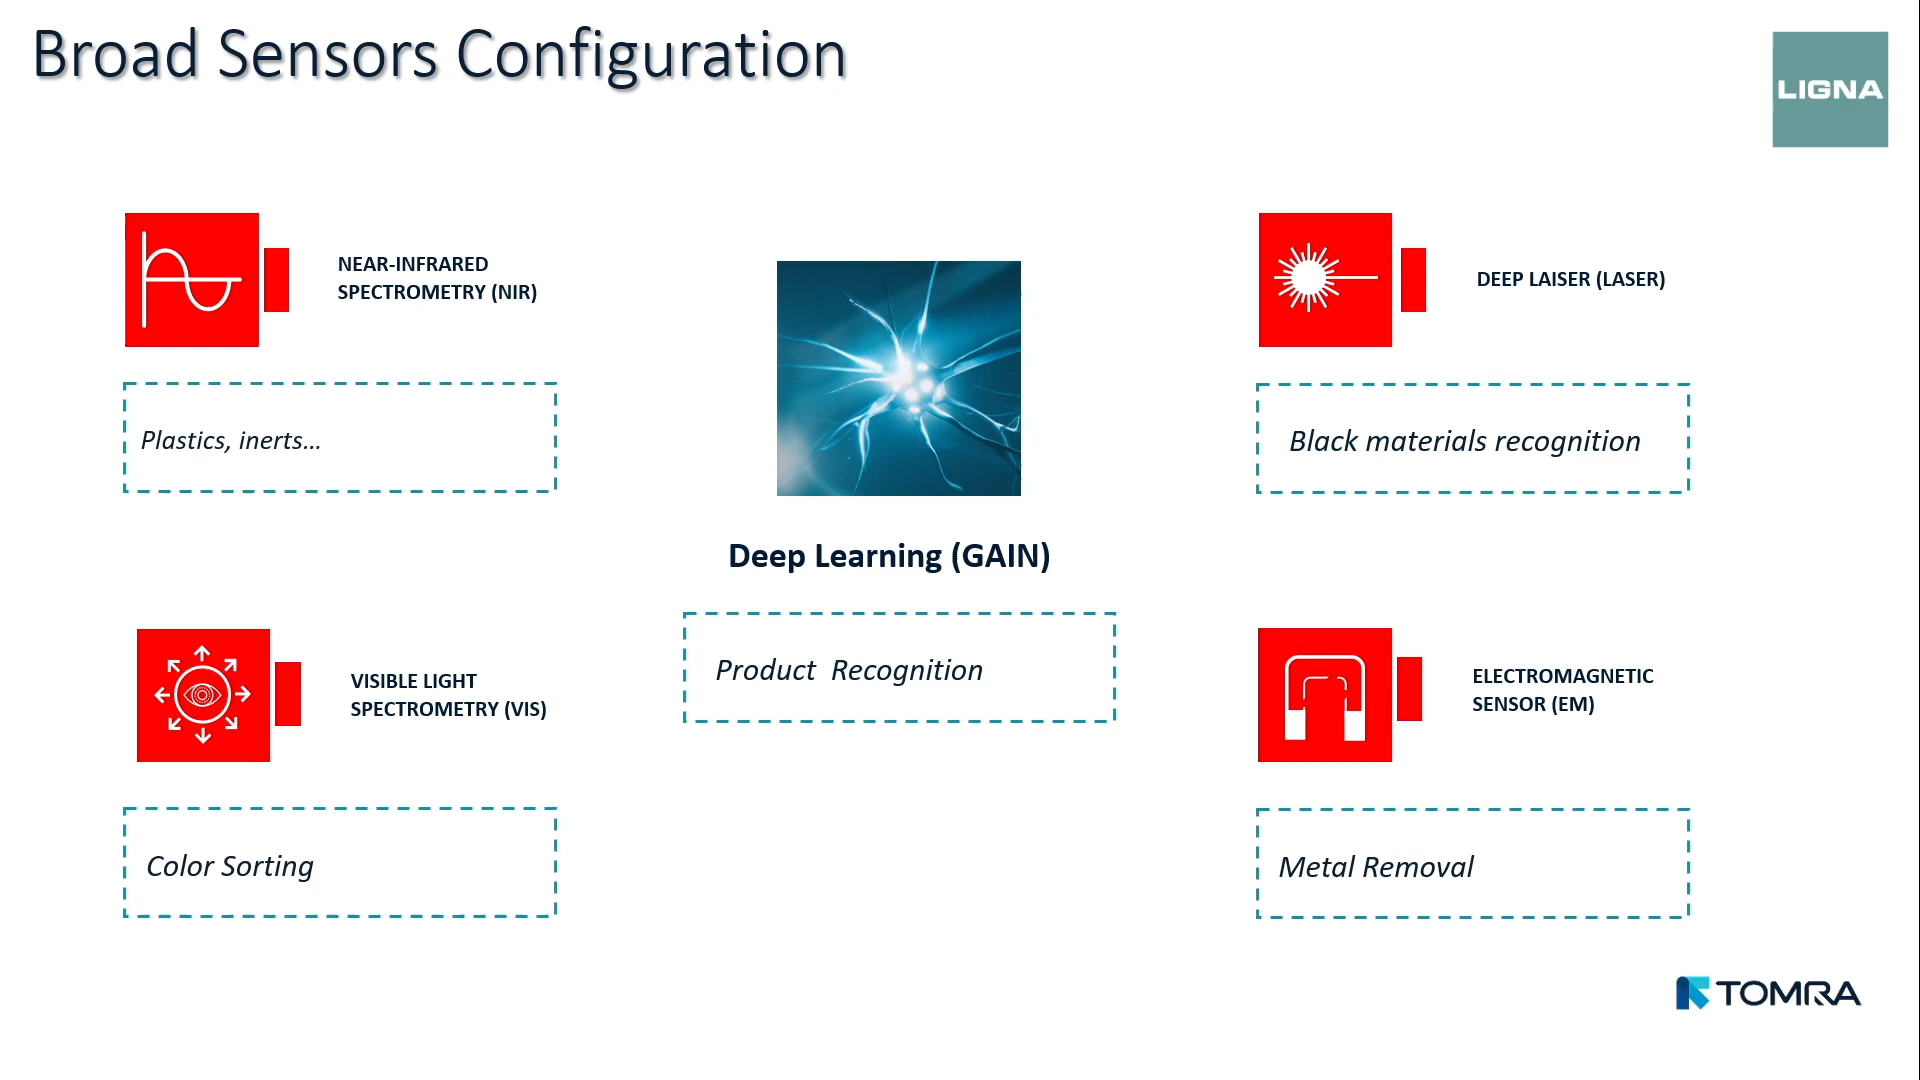 Broad Sensors Configuration
LIGNA
NEAR-INFRARED
SPECTROMETRY (NIR)
Plastics, inerts...
DEEP LAISER (LASER)
Black materials recognition
Deep Learning (GAIN)
Product Recognition
VISIBLE LIGHT
SPECTROMETRY (VIS)
Color Sorting
ELECTROMAGNETIC
SENSOR (EM)
Metal Removal
TOMRA